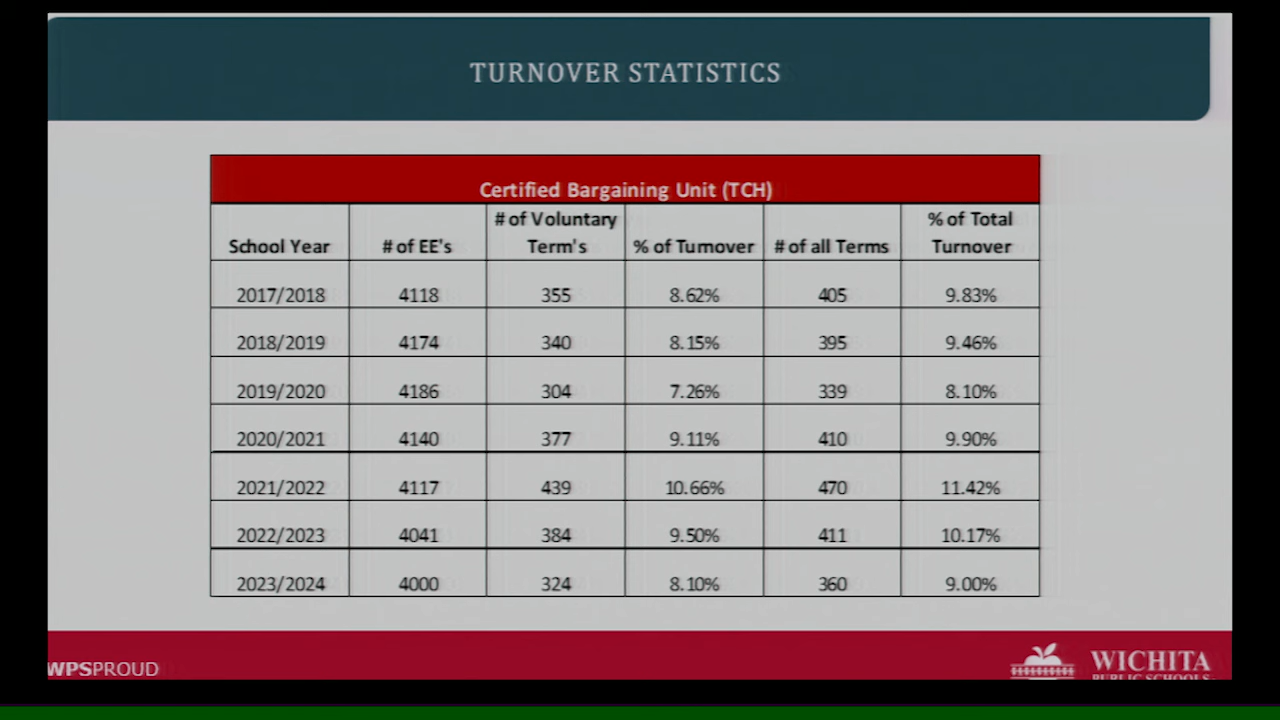 TURNOVER STATISTICS
Certified Bargaining Unit (TCH)
School Year # of EE's # of Voluntary Term's % of Turnover # of all Terms % of Total Turnover
2017/2018 4118 355 8.62% 405 9.83%
2018/2019 4174 340 8.15% 395 9.46%
2019/2020 4186 304 7.26% 339 8.10%
2020/2021 4140 377 9.11% 410 9.90%
2021/2022 4117 439 10.66% 470 11.42%
2022/2023 4041 384 9.50% 411 10.17%
2023/2024 4000 324 8.10% 360 9.00%
WPSPROUD
WICHITA
PUBLIC SCHOOLS